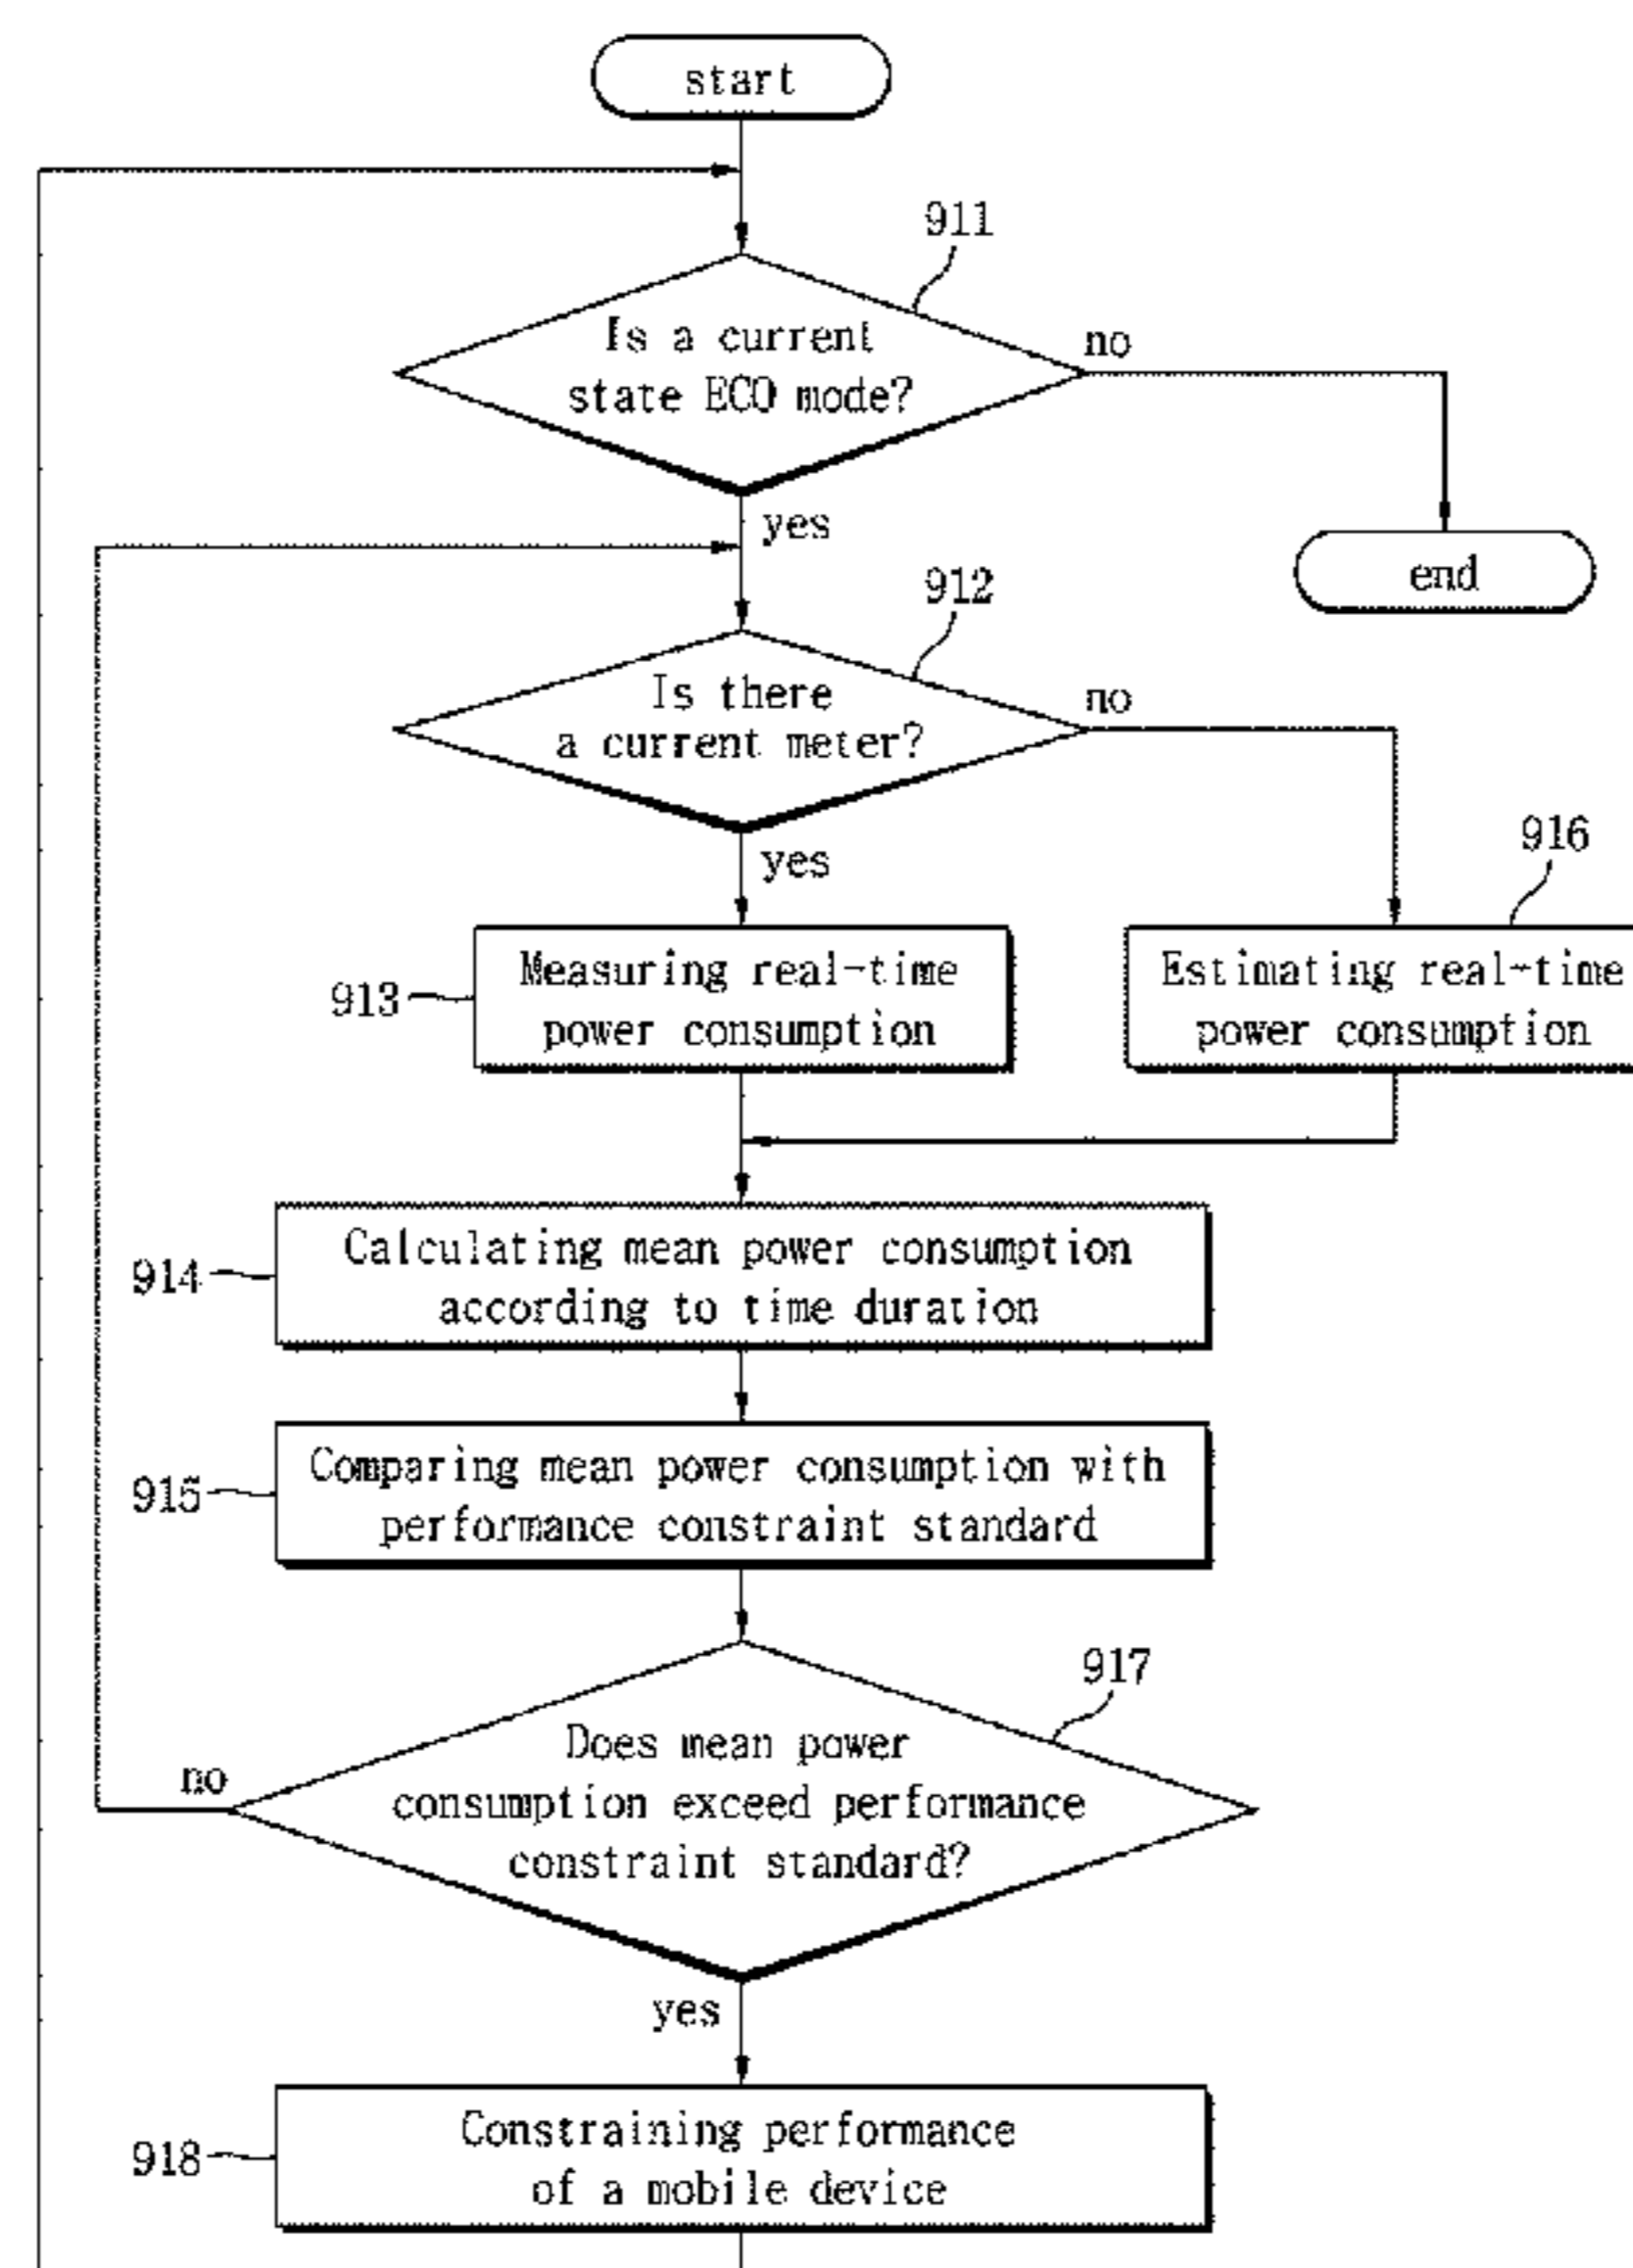 start
911
Is a current
state ECO mode?
no
yes
end
912
Is there
a current meter?
no
yes
916
913
Measuring real-time
power consumption
Estimating real-time
power consumption
914
Calculating mean power consumption
according to time duration
915
Comparing mean power consumption with
performance constraint standard
917
Does mean power
consumption exceed performance
constraint standard?
no
yes
918
Constraining performance
of a mobile device